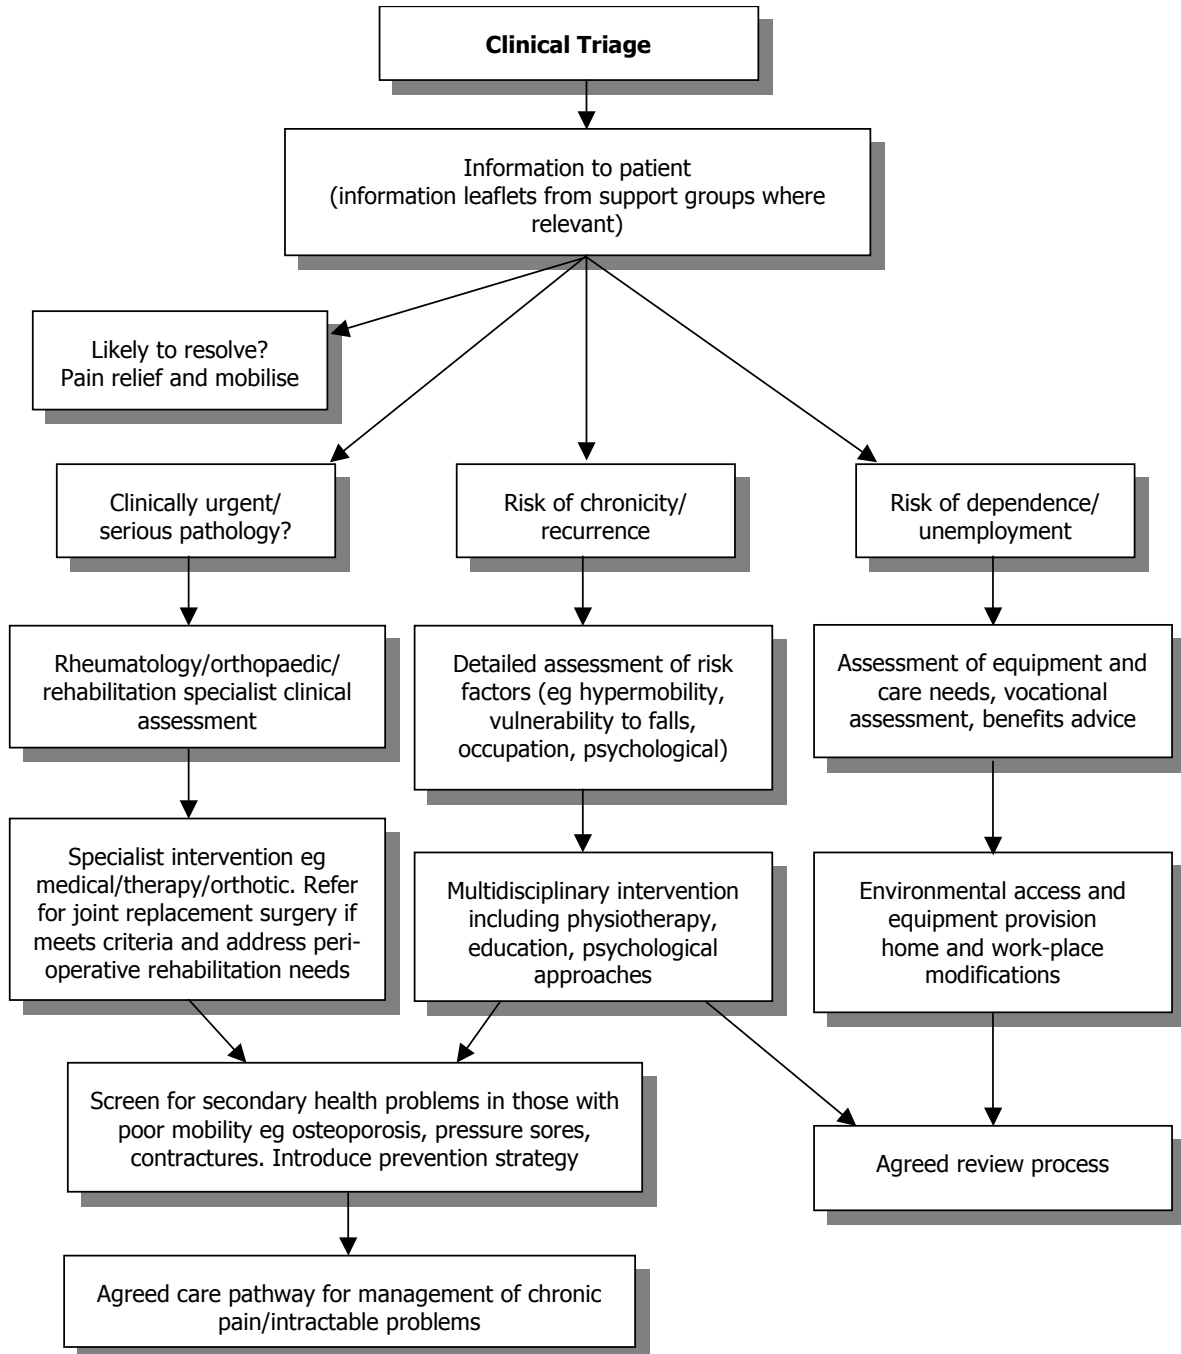 Clinical Triage
Information to patient
(information leaflets from support groups where
relevant)
Likely to resolve?
Pain relief and mobilise
Clinically urgent/
serious pathology?
Risk of chronicity/
recurrence
Risk of dependence/
unemployment
Rheumatology/orthopaedic/
rehabilitation specialist clinical
assessment
Detailed assessment of risk
factors (eg hypermobility,
vulnerability to falls,
occupation, psychological)
Assessment of equipment and
care needs, vocational
assessment, benefits advice
Specialist intervention eg
medical/therapy/orthotic. Refer
for joint replacement surgery if
meets criteria and address peri-
operative rehabilitation needs
Multidisciplinary intervention
including physiotherapy,
education, psychological
approaches
Environmental access and
equipment provision
home and work-place
modifications
Screen for secondary health problems in those with
poor mobility eg osteoporosis, pressure sores,
contractures. Introduce prevention strategy
Agreed review process
Agreed care pathway for management of chronic
pain/intractable problems